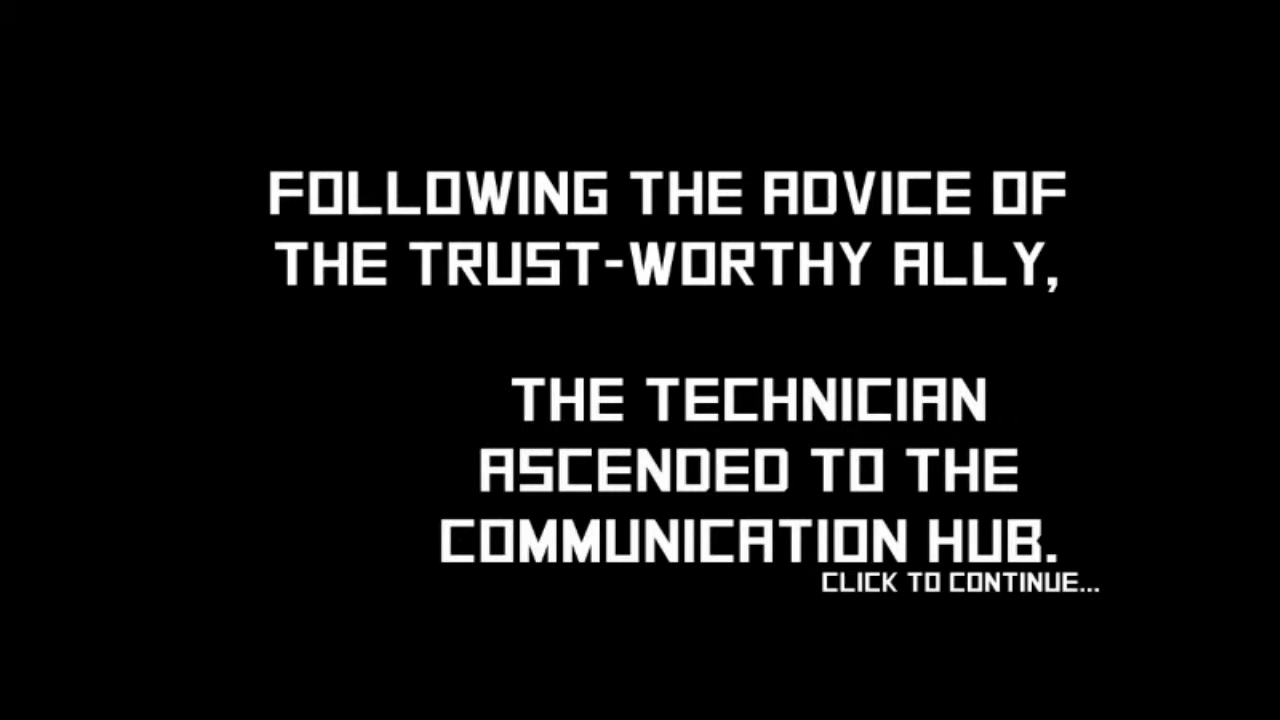 FOLLOWING THE ADVICE OF
THE TRUST-WORTHY ALLY,
THE TECHNICIAN
ASCENDED TO THE
COMMUNICATION HUB.
CLICK TO CONTINUE...